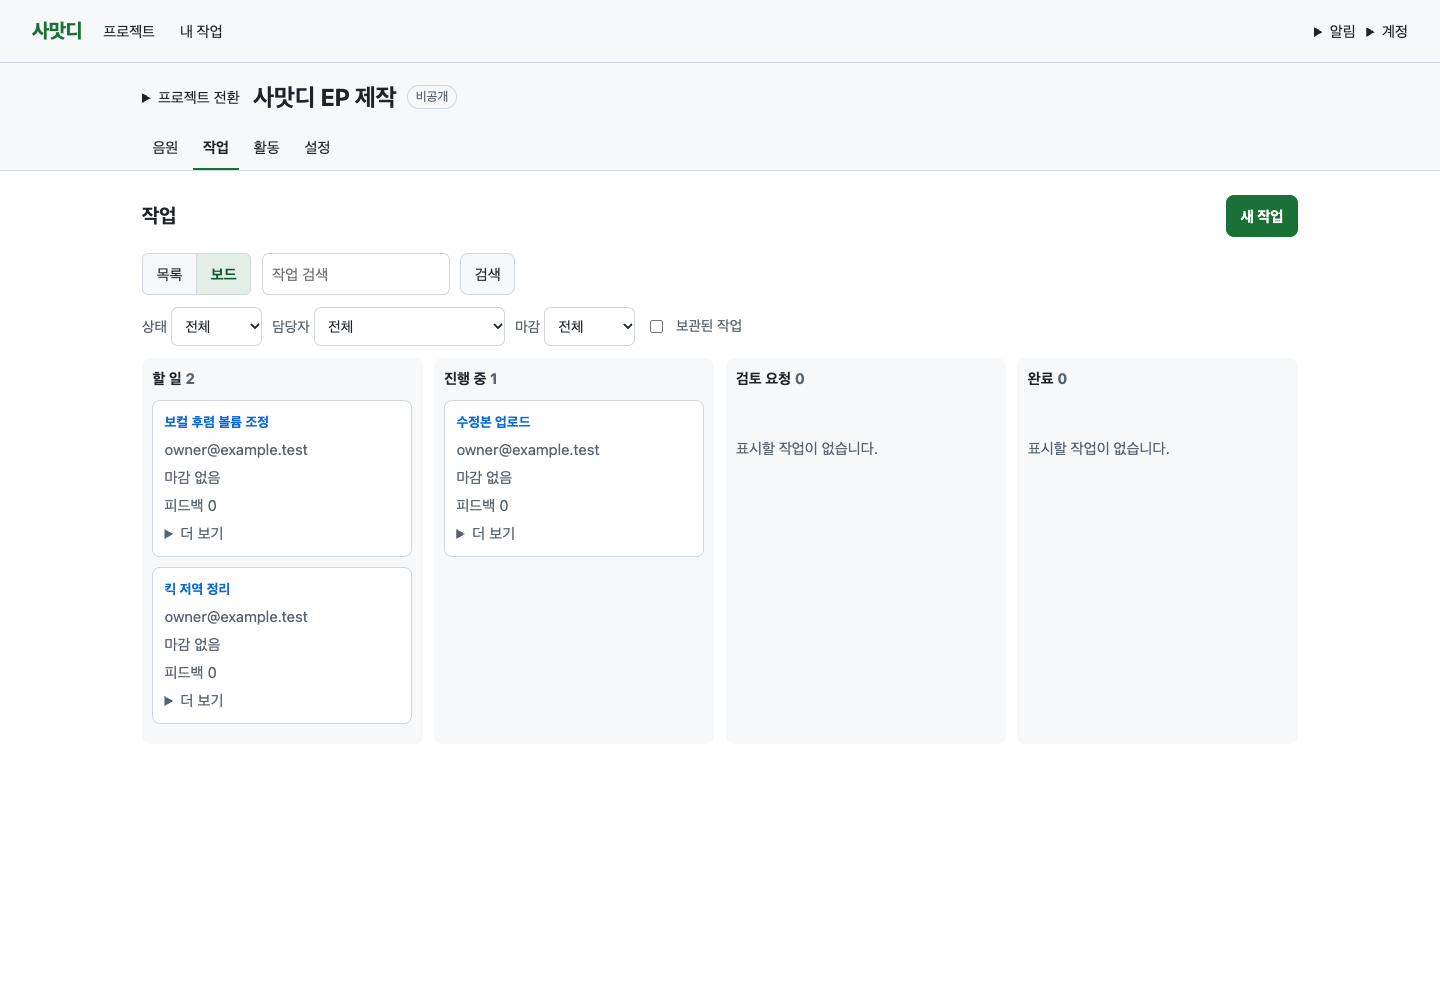 사맛디 프로젝트 내 작업 ▶ 알림 ▶ 계정
▶ 프로젝트 전환 사맛디 EP 제작 비공개
음원 작업 활동 설정
작업 새 작업
목록 보드 작업 검색 검색
상태 전체 담당자 전체 마감 전체 보관된 작업
할 일 2
보컬 후렴 볼륨 조정
owner@example.test
마감 없음
피드백 0
▶ 더 보기
킥 저역 정리
owner@example.test
마감 없음
피드백 0
▶ 더 보기
진행 중 1
수정본 업로드
owner@example.test
마감 없음
피드백 0
▶ 더 보기
검토 요청 0
표시할 작업이 없습니다.
완료 0
표시할 작업이 없습니다.